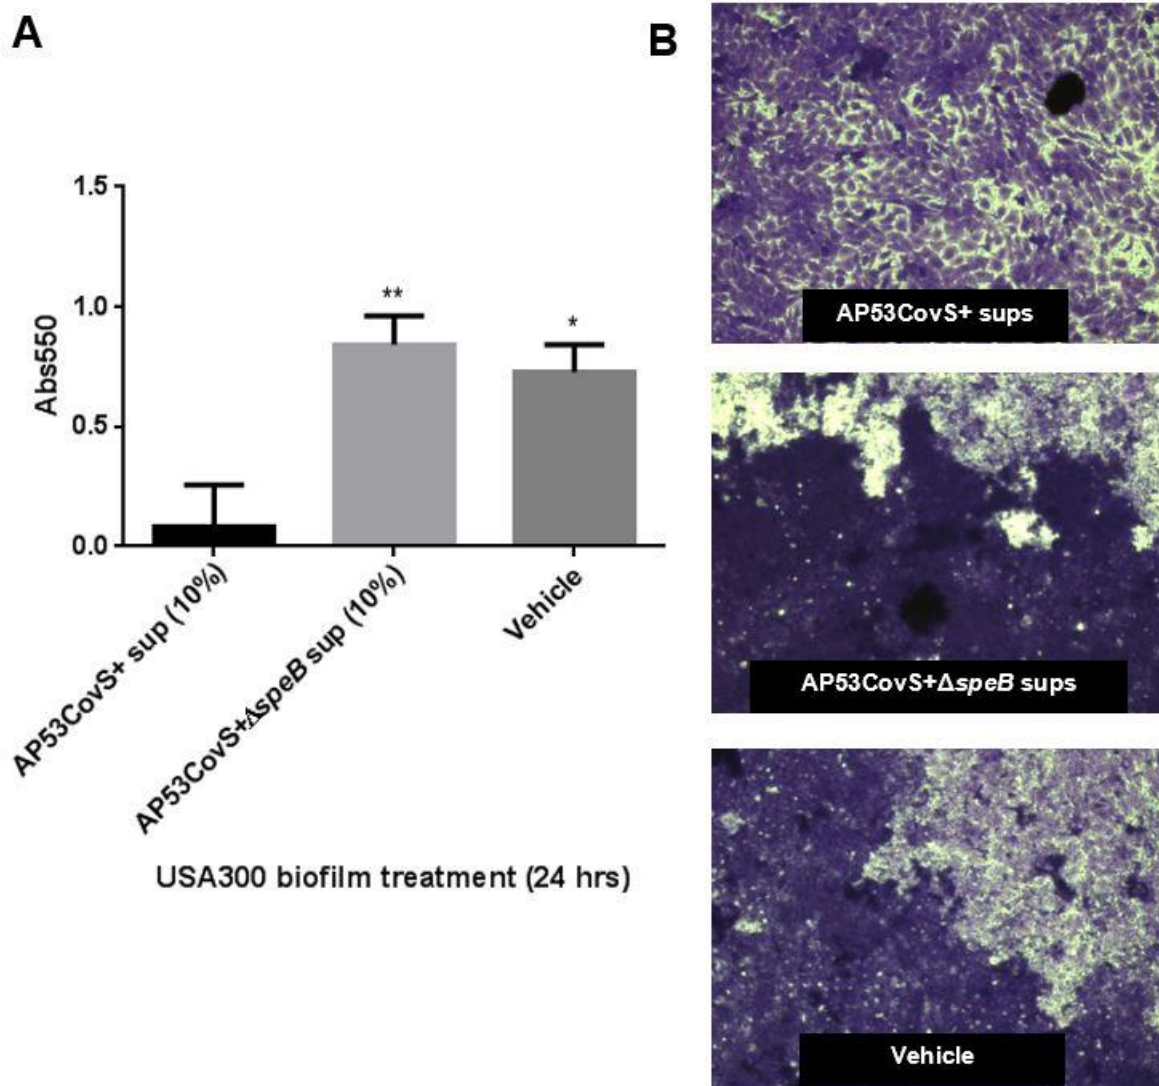 A
B
1.5
1.0
0.5
0.0
Abs550
**
*
AP53CovS+ sup (10%)
AP53CovS+ΔspeB sup (10%)
Vehicle
USA300 biofilm treatment (24 hrs)
AP53CovS+ sups
AP53CovS+ΔspeB sups
Vehicle